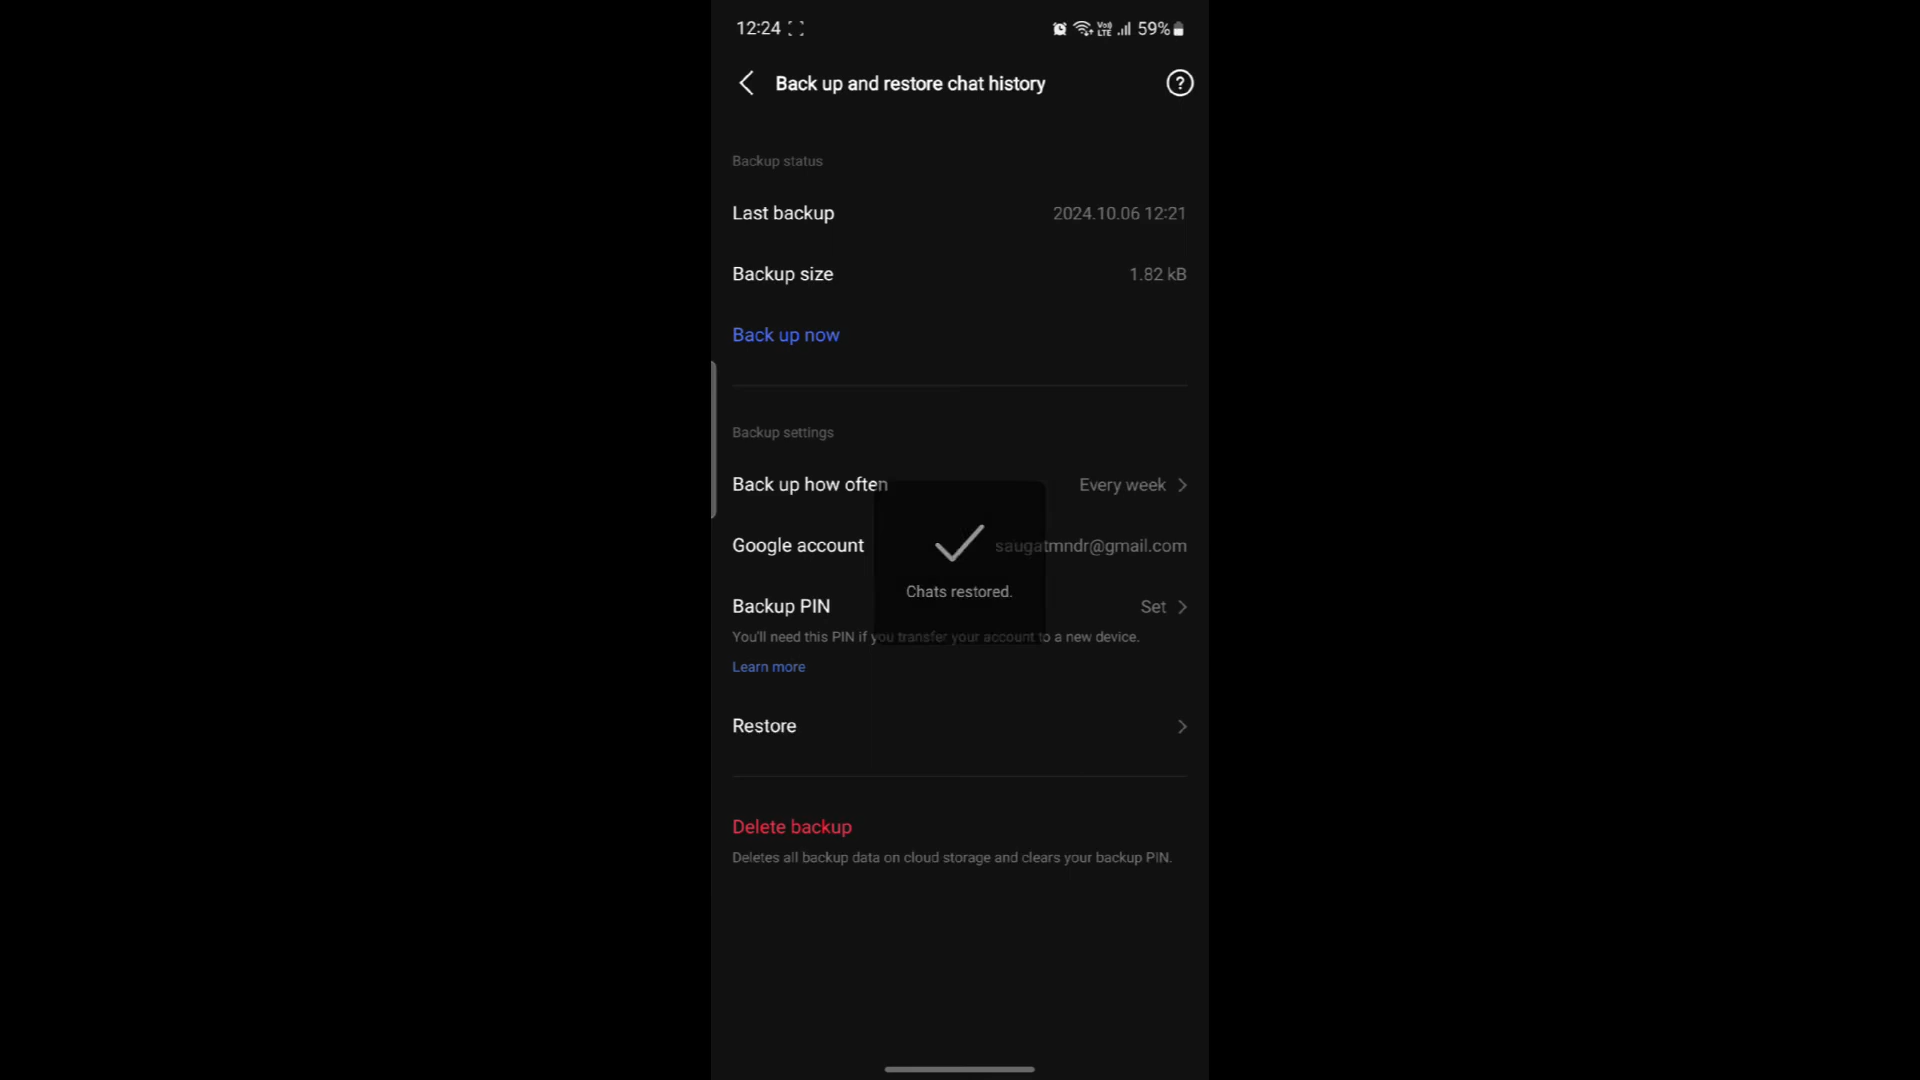 12:24 Vo) LTE 59%
Back up and restore chat history ?
Backup status
Last backup 2024.10.06 12:21
Backup size 1.82 kB
Back up now
Backup settings
Back up how often Every week
Google account saugatmndr@gmail.com
Chats restored.
Backup PIN Set
You'll need this PIN if you transfer your account to a new device.
Learn more
Restore
Delete backup
Deletes all backup data on cloud storage and clears your backup PIN.